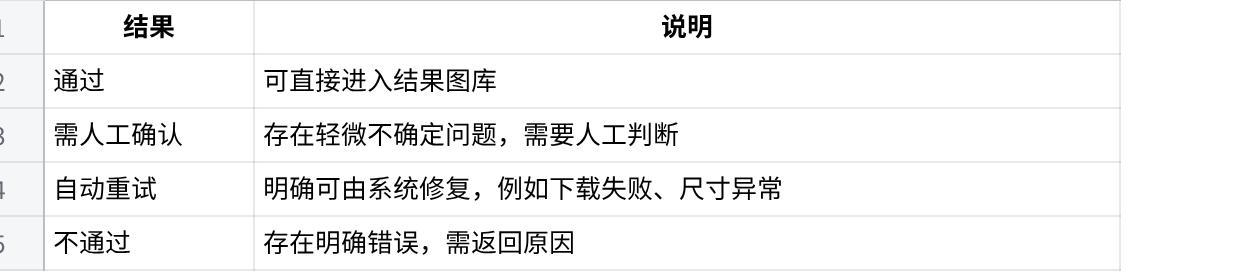 结果 说明
通过 可直接进入结果图库
需人工确认 存在轻微不确定问题，需要人工判断
自动重试 明确可由系统修复，例如下载失败、尺寸异常
不通过 存在明确错误，需返回原因